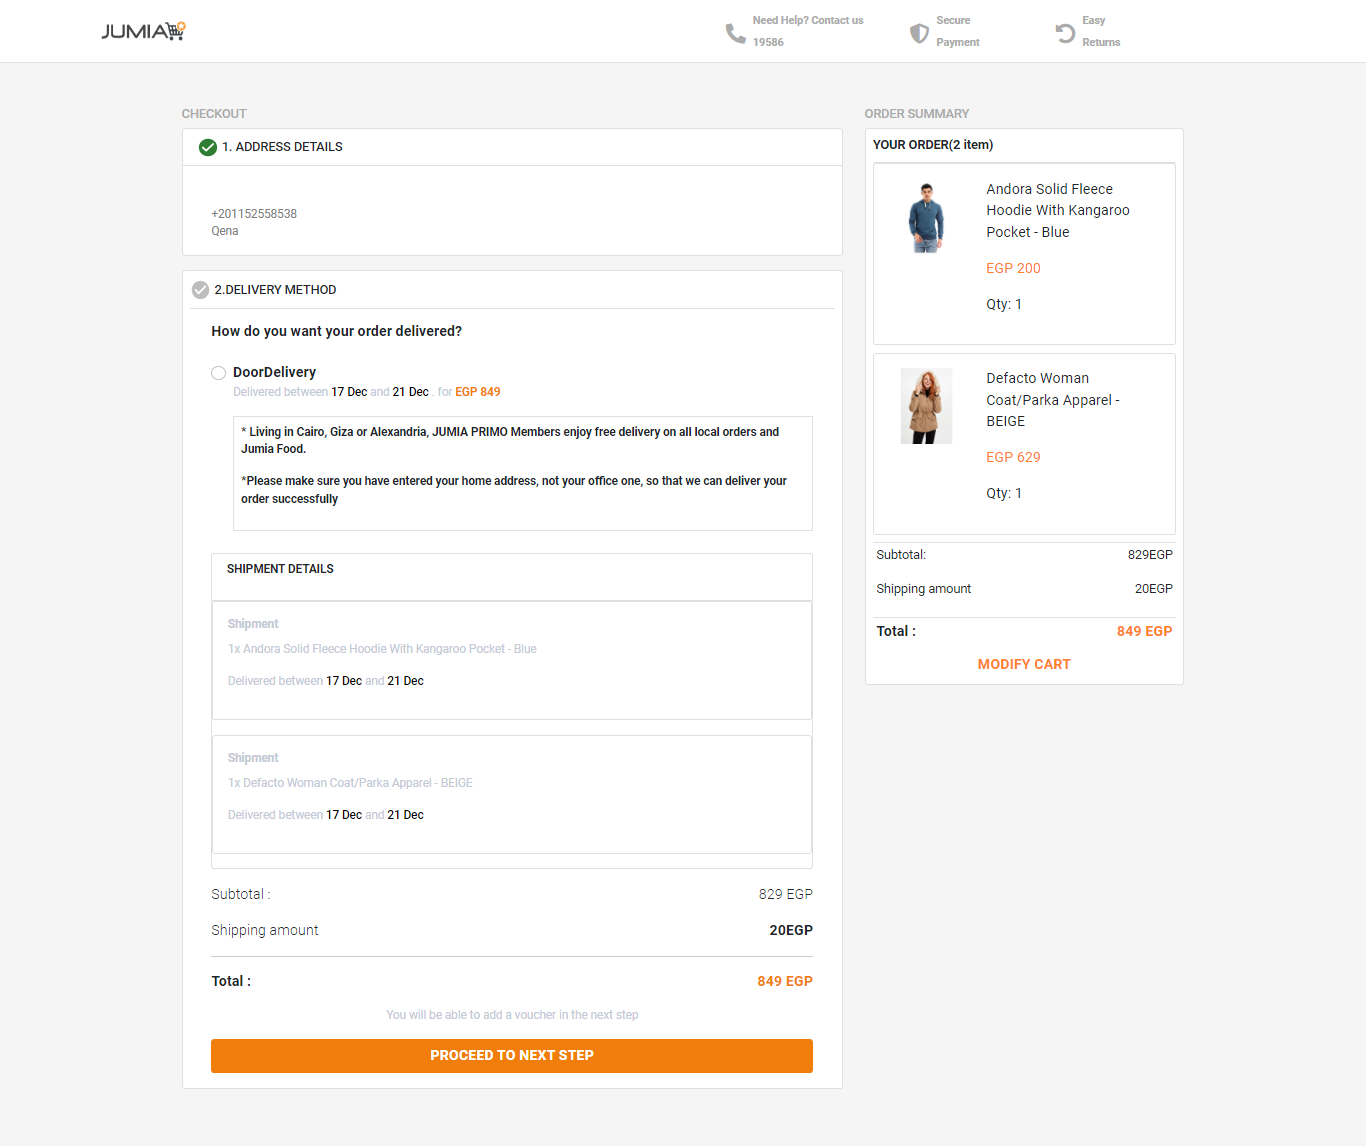 JUMIA
Need Help? Contact us
19586
Secure
Payment
Easy
Returns
CHECKOUT
1. ADDRESS DETAILS
+201152558538
Qena
2.DELIVERY METHOD
How do you want your order delivered?
DoorDelivery
Delivered between 17 Dec and 21 Dec . for EGP 849
* Living in Cairo, Giza or Alexandria, JUMIA PRIMO Members enjoy free delivery on all local orders and
Jumia Food.
*Please make sure you have entered your home address, not your office one, so that we can deliver your
order successfully
SHIPMENT DETAILS
Shipment
1x Andora Solid Fleece Hoodie With Kangaroo Pocket - Blue
Delivered between 17 Dec and 21 Dec
Shipment
1x Defacto Woman Coat/Parka Apparel - BEIGE
Delivered between 17 Dec and 21 Dec
Subtotal : 829 EGP
Shipping amount 20EGP
Total : 849 EGP
You will be able to add a voucher in the next step
PROCEED TO NEXT STEP
ORDER SUMMARY
YOUR ORDER(2 item)
Andora Solid Fleece
Hoodie With Kangaroo
Pocket - Blue
EGP 200
Qty: 1
Defacto Woman
Coat/Parka Apparel -
BEIGE
EGP 629
Qty: 1
Subtotal: 829EGP
Shipping amount 20EGP
Total : 849 EGP
MODIFY CART